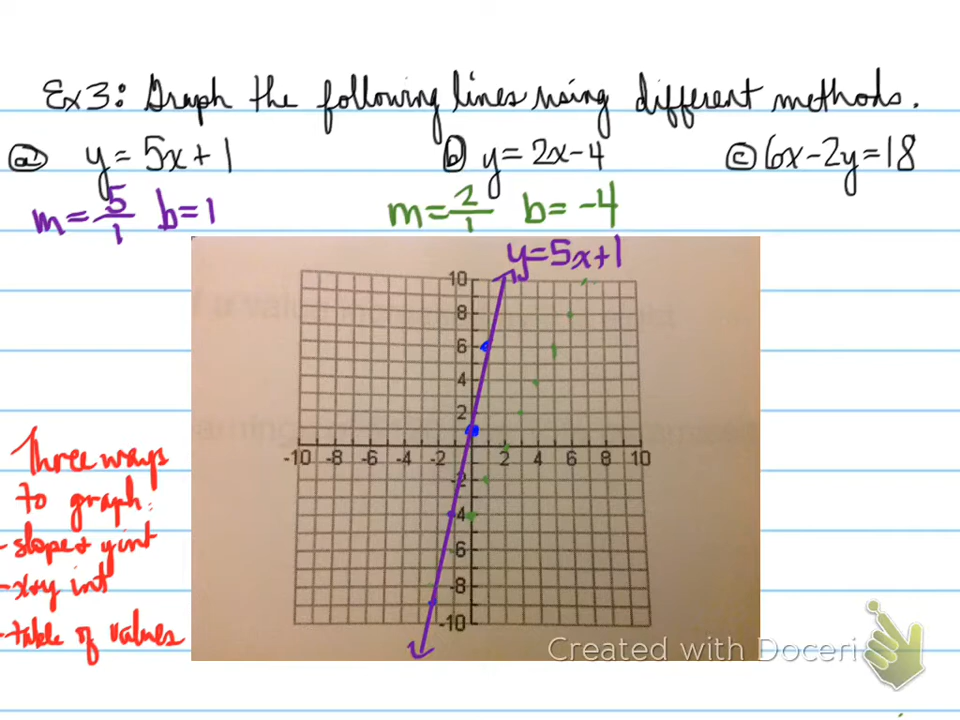 Ex3: Graph the following lines using different methods.
a) y = 5x + 1 b) y = 2x - 4 c) 6x - 2y = 18
m = 5/1 b = 1 m = 2/1 b = -4
y = 5x + 1
10
8
6
4
2
-10 -8 -6 -4 -2 2 4 6 8 10
-2
-4
-6
-8
-10
Three ways
to graph:
- slope + y int
- x+y int
- table of values
Created with Doceri